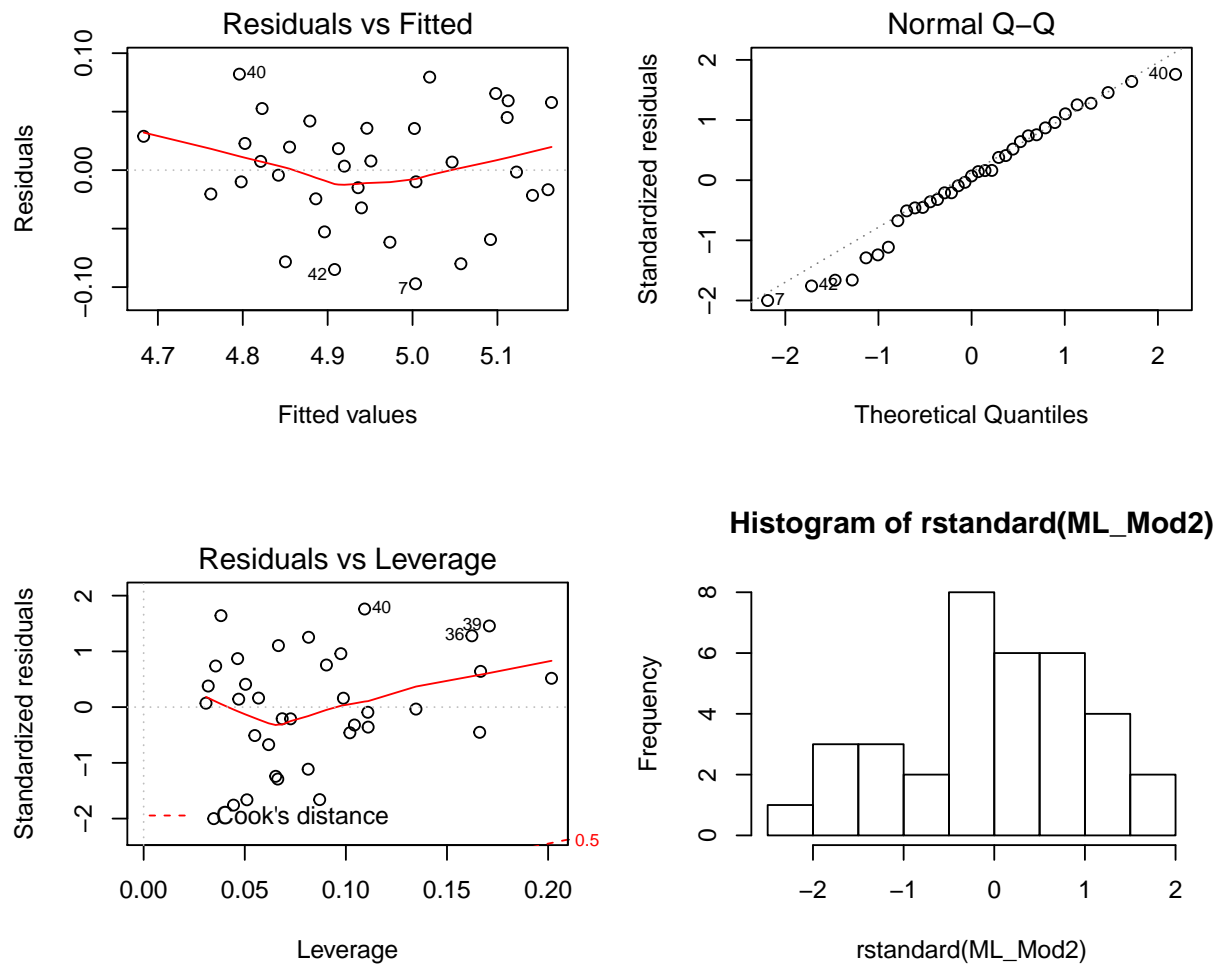 Residuals vs Fitted
Residuals
0.10
0.00
−0.10
40
42
7
4.7 4.8 4.9 5.0 5.1
Fitted values
Normal Q−Q
Standardized residuals
2
1
0
−1
−2
40
42
7
−2 −1 0 1 2
Theoretical Quantiles
Residuals vs Leverage
Standardized residuals
2
1
0
−1
−2
40
39
36
Cook's distance
0.5
0.00 0.05 0.10 0.15 0.20
Leverage
Histogram of rstandard(ML_Mod2)
Frequency
8
6
4
2
0
−2 −1 0 1 2
rstandard(ML_Mod2)